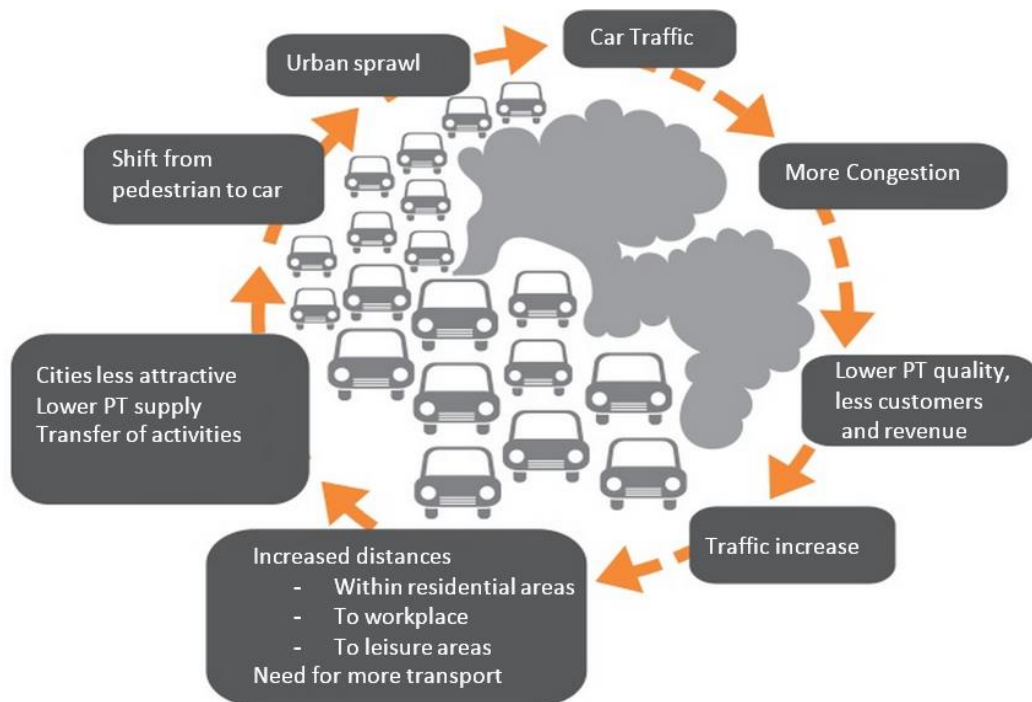 Car Traffic
Urban sprawl
Shift from
pedestrian to car
More Congestion
Cities less attractive
Lower PT supply
Transfer of activities
Lower PT quality,
less customers
and revenue
Traffic increase
Increased distances
- Within residential areas
- To workplace
- To leisure areas
Need for more transport